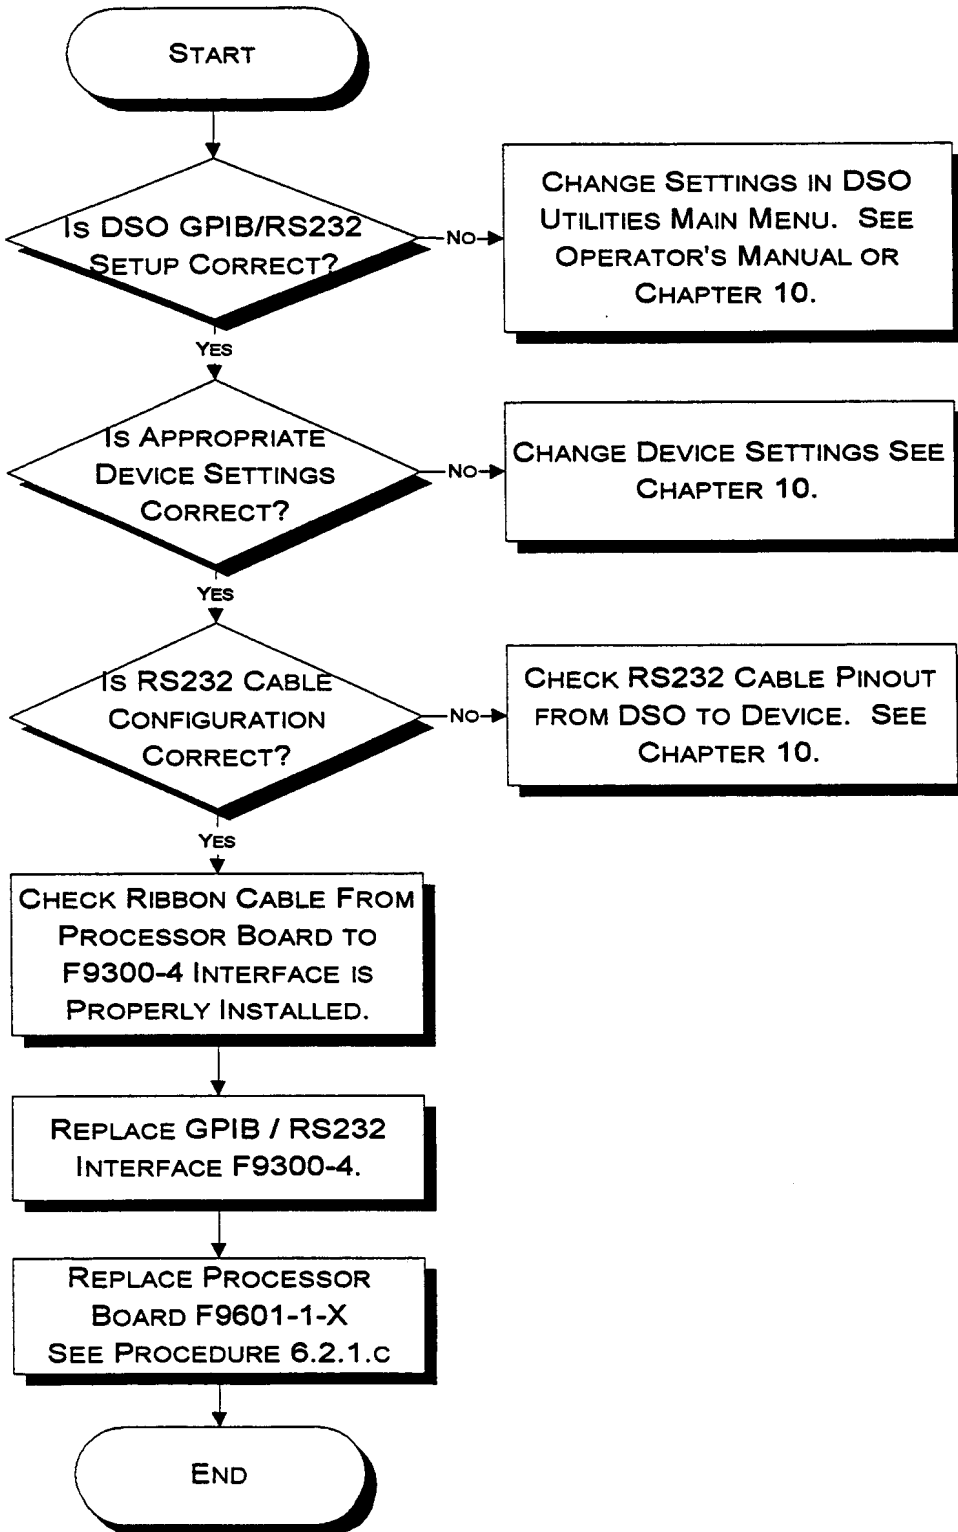 START
IS DSO GPIB/RS232
SETUP CORRECT?
NO
CHANGE SETTINGS IN DSO
UTILITIES MAIN MENU. SEE
OPERATOR'S MANUAL OR
CHAPTER 10.
YES
IS APPROPRIATE
DEVICE SETTINGS
CORRECT?
NO
CHANGE DEVICE SETTINGS SEE
CHAPTER 10.
YES
IS RS232 CABLE
CONFIGURATION
CORRECT?
NO
CHECK RS232 CABLE PINOUT
FROM DSO TO DEVICE. SEE
CHAPTER 10.
YES
CHECK RIBBON CABLE FROM
PROCESSOR BOARD TO
F9300-4 INTERFACE IS
PROPERLY INSTALLED.
REPLACE GPIB / RS232
INTERFACE F9300-4.
REPLACE PROCESSOR
BOARD F9601-1-X
SEE PROCEDURE 6.2.1.C
END